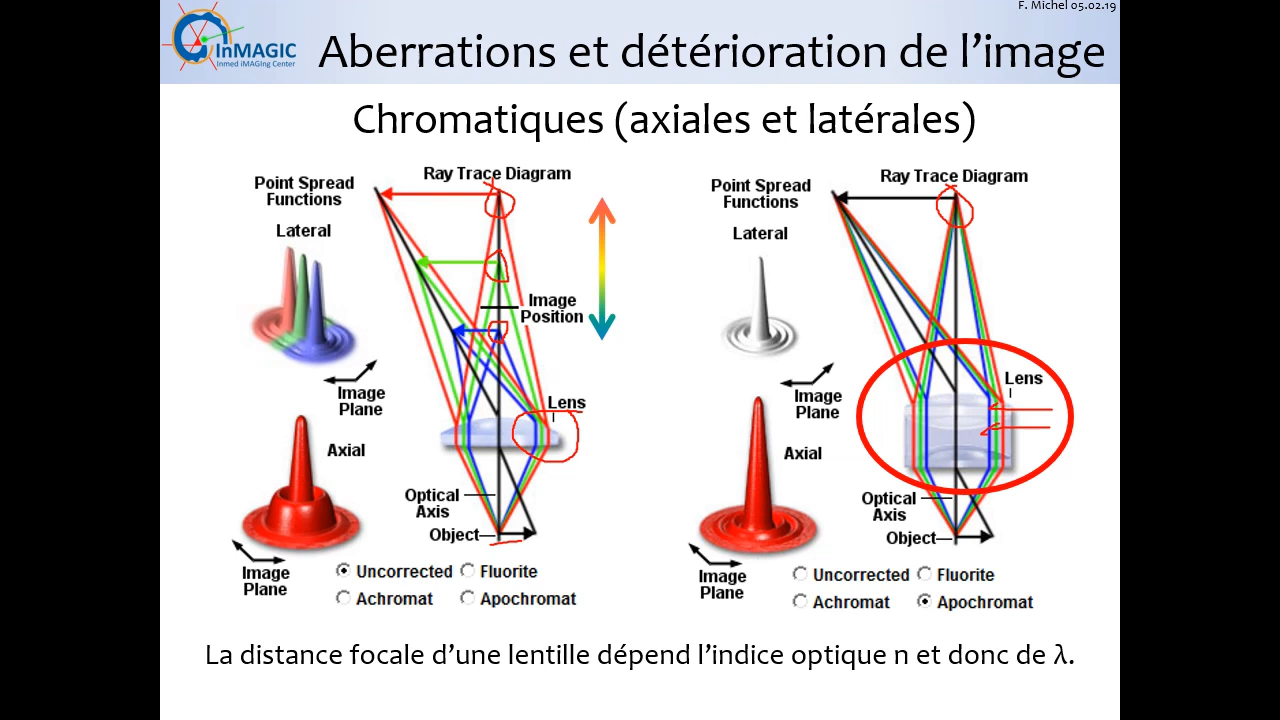 F. Michel 05.02.19
InMAGIC
Inmed iMAGIng Center
Aberrations et détérioration de l’image
Chromatiques (axiales et latérales)
Ray Trace Diagram
Point Spread
Functions
Lateral
Image
Position
Image
Plane
Lens
Axial
Optical
Axis
Object
Image
Plane
Uncorrected
Fluorite
Achromat
Apochromat
Ray Trace Diagram
Point Spread
Functions
Lateral
Image
Plane
Lens
Axial
Optical
Axis
Object
Image
Plane
Uncorrected
Fluorite
Achromat
Apochromat
La distance focale d’une lentille dépend l’indice optique n et donc de λ.